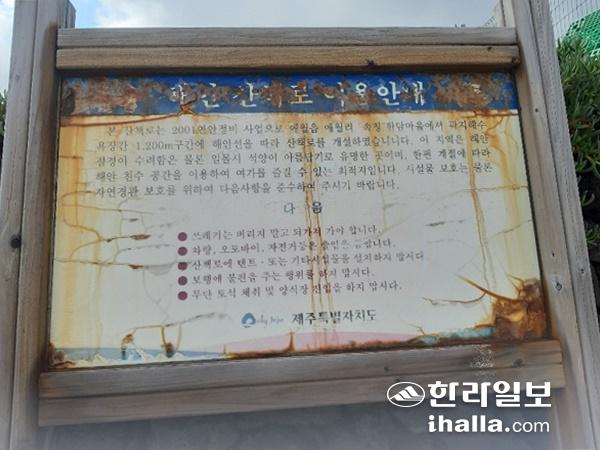 해안산책로 이용안내
본 산책로는 2001연안정비 사업으로 애월읍 애월리 속칭 한담마을에서 곽지해수
욕장간 1,200m구간에 해안선을 따라 산책로를 개설하였습니다. 이 지역은 해안
절경이 수려함은 물론 일몰시 석양이 아름답기로 유명한 곳이며, 한편 계절에 따라
해안 친수 공간을 이용하여 여가를 즐길 수 있는 최적지입니다. 시설물 보호는 물론
자연경관 보호를 위하여 다음사항을 준수하여 주시기 바랍니다.
다 음
● 쓰레기는 버리지 말고 되가져 가야 합니다.
● 차량, 오토바이, 자전거등은 출입은 금합니다.
● 산책로에 텐트·또는 기타시설물을 설치하지 맙시다.
● 보행에 불편을 주는 행위를 하지 맙시다.
● 무단 토석 채취 및 양식장 진입을 하지 맙시다.
Only Jeju 제주특별자치도
한라일보
ihalla.com